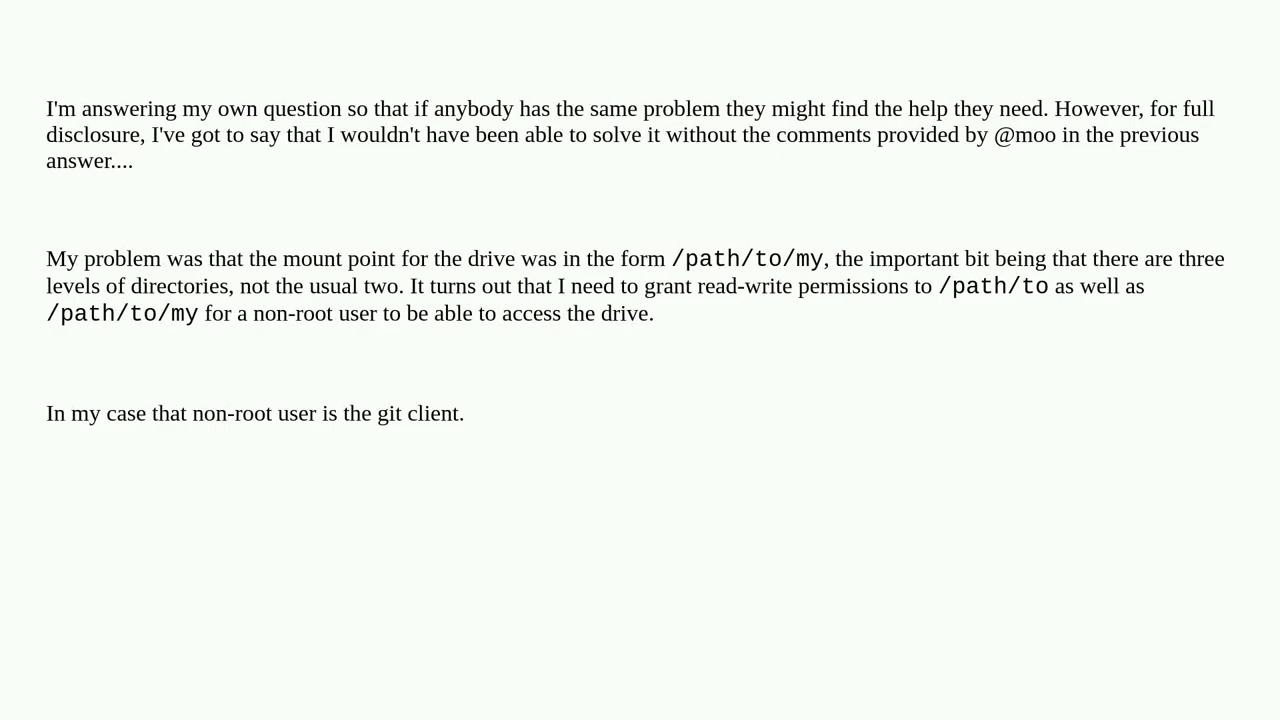 I'm answering my own question so that if anybody has the same problem they might find the help they need. However, for full
disclosure, I've got to say that I wouldn't have been able to solve it without the comments provided by @moo in the previous
answer....
My problem was that the mount point for the drive was in the form /path/to/my, the important bit being that there are three
levels of directories, not the usual two. It turns out that I need to grant read-write permissions to /path/to as well as
/path/to/my for a non-root user to be able to access the drive.
In my case that non-root user is the git client.